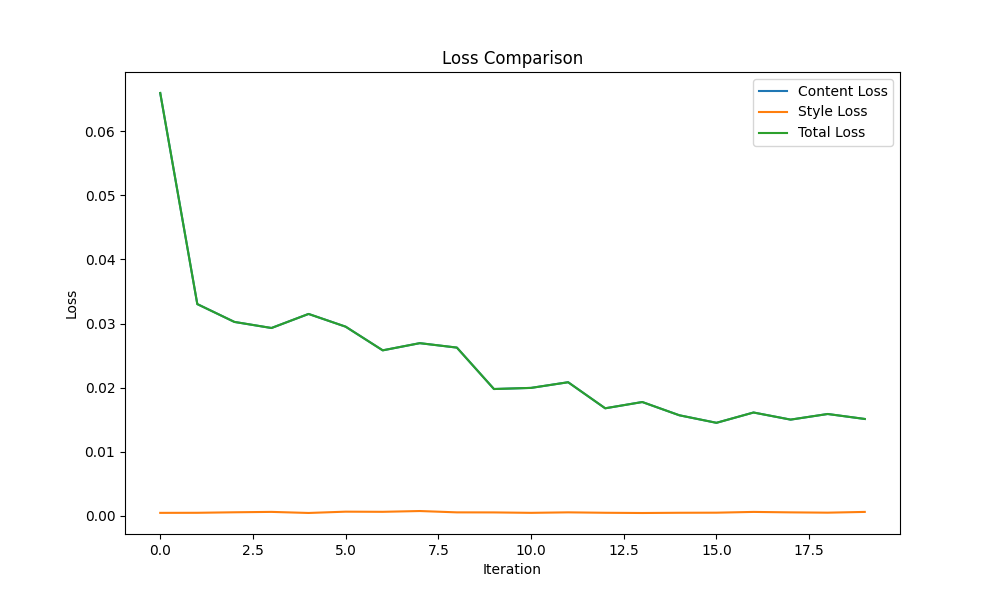 Loss Comparison
Content Loss
Style Loss
Total Loss
0.06
0.05
0.04
0.03
0.02
0.01
0.00
Loss
0.0 2.5 5.0 7.5 10.0 12.5 15.0 17.5
Iteration